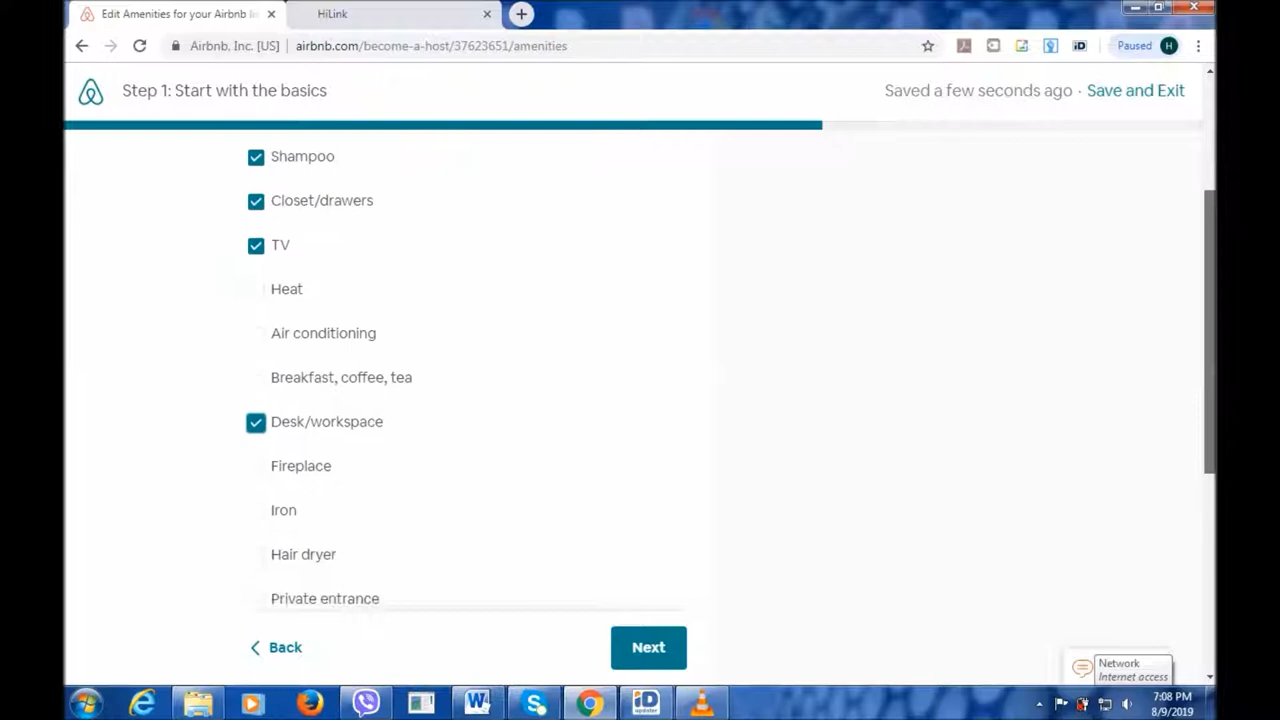 Edit Amenities for your Airbnb li
HiLink
Airbnb, Inc. [US]
airbnb.com/become-a-host/37623651/amenities
Paused
H
Step 1: Start with the basics
Saved a few seconds ago · Save and Exit
Shampoo
Closet/drawers
TV
Heat
Air conditioning
Breakfast, coffee, tea
Desk/workspace
Fireplace
Iron
Hair dryer
Private entrance
Back
Next
Network
Internet access
7:08 PM
8/9/2019